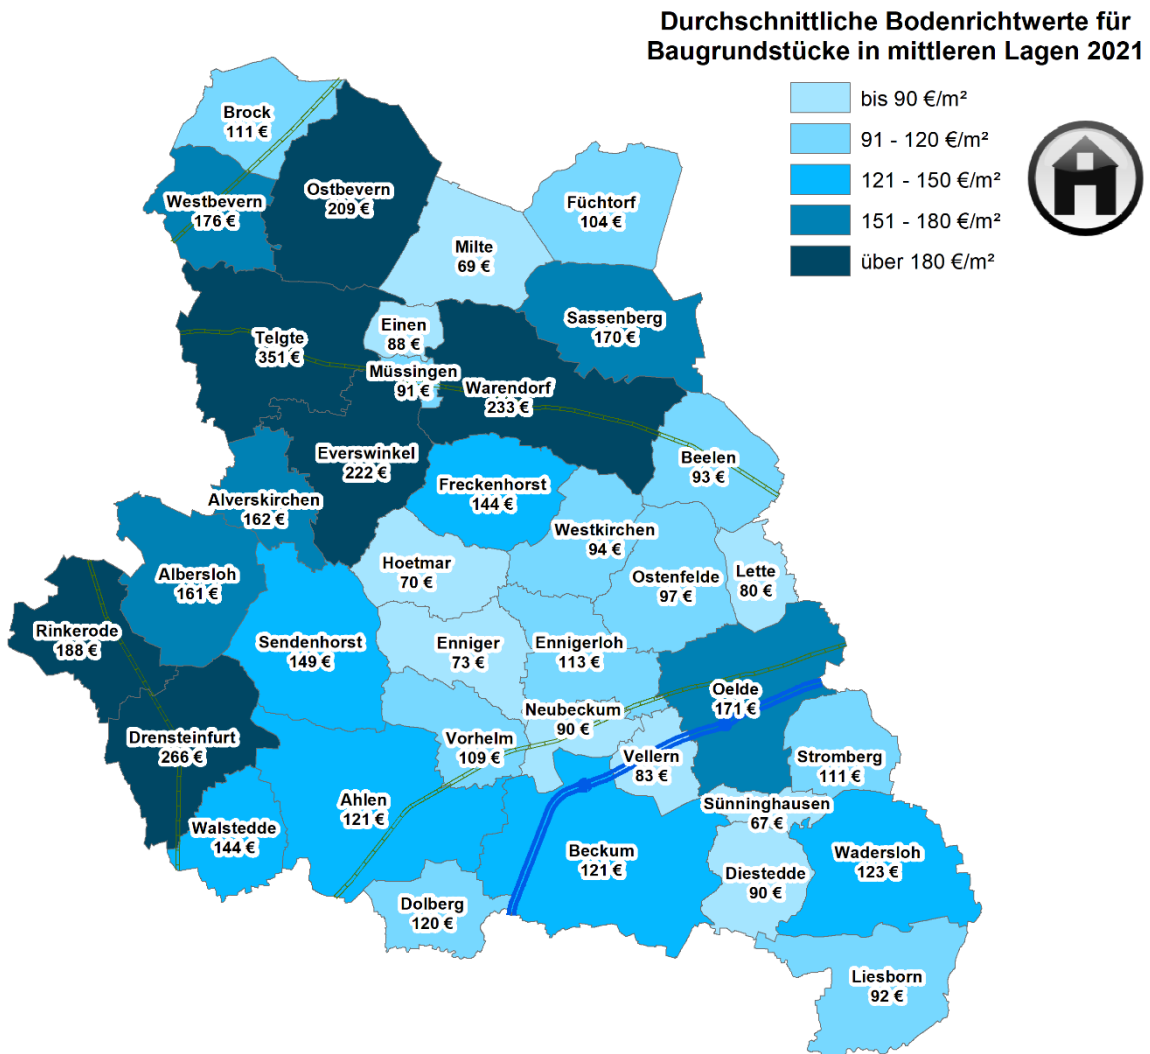 Durchschnittliche Bodenrichtwerte für
Baugrundstücke in mittleren Lagen 2021
bis 90 €/m²
91 - 120 €/m²
121 - 150 €/m²
151 - 180 €/m²
über 180 €/m²
Brock
111 €
Westbevern
176 €
Ostbevern
209 €
Milte
69 €
Füchtorf
104 €
Sassenberg
170 €
Einen
88 €
Telgte
351 €
Müssingen
91 €
Warendorf
233 €
Everswinkel
222 €
Beelen
93 €
Freckenhorst
144 €
Alverskirchen
162 €
Westkirchen
94 €
Hoetmar
70 €
Ostenfelde
97 €
Lette
80 €
Albersloh
161 €
Rinkerode
188 €
Sendenhorst
149 €
Enniger
73 €
Ennigerloh
113 €
Oelde
171 €
Neubeckum
90 €
Drensteinfurt
266 €
Vorhelm
109 €
Vellern
83 €
Stromberg
111 €
Ahlen
121 €
Sünninghausen
67 €
Walstedde
144 €
Beckum
121 €
Diestedde
90 €
Wadersloh
123 €
Dolberg
120 €
Liesborn
92 €